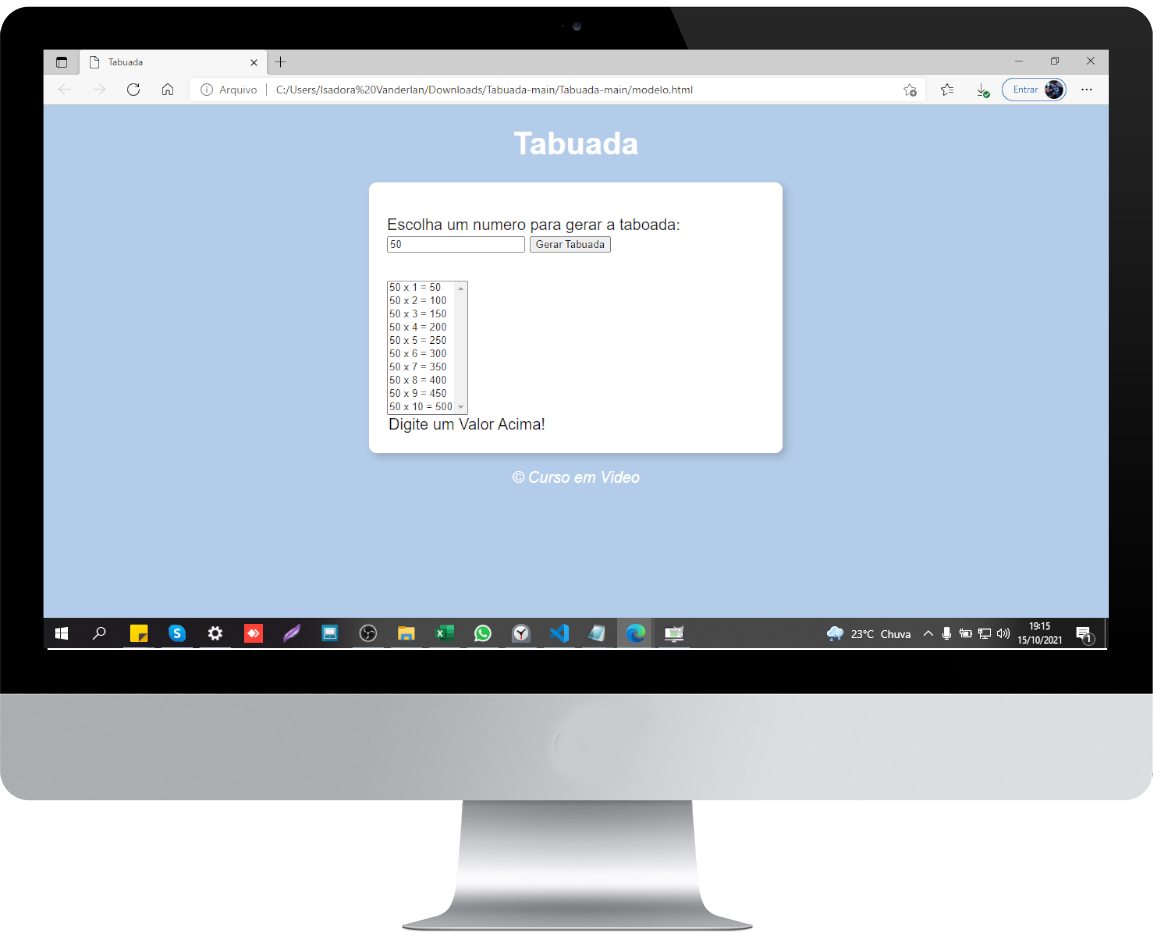 Tabuada
Arquivo | C:/Users/Isadora%20Vanderlan/Downloads/Tabuada-main/Tabuada-main/modelo.html
Entrar
Tabuada
Escolha um numero para gerar a taboada:
50 Gerar Tabuada
50 x 1 = 50
50 x 2 = 100
50 x 3 = 150
50 x 4 = 200
50 x 5 = 250
50 x 6 = 300
50 x 7 = 350
50 x 8 = 400
50 x 9 = 450
50 x 10 = 500
Digite um Valor Acima!
© Curso em Video
23°C Chuva
19:15
15/10/2021
1